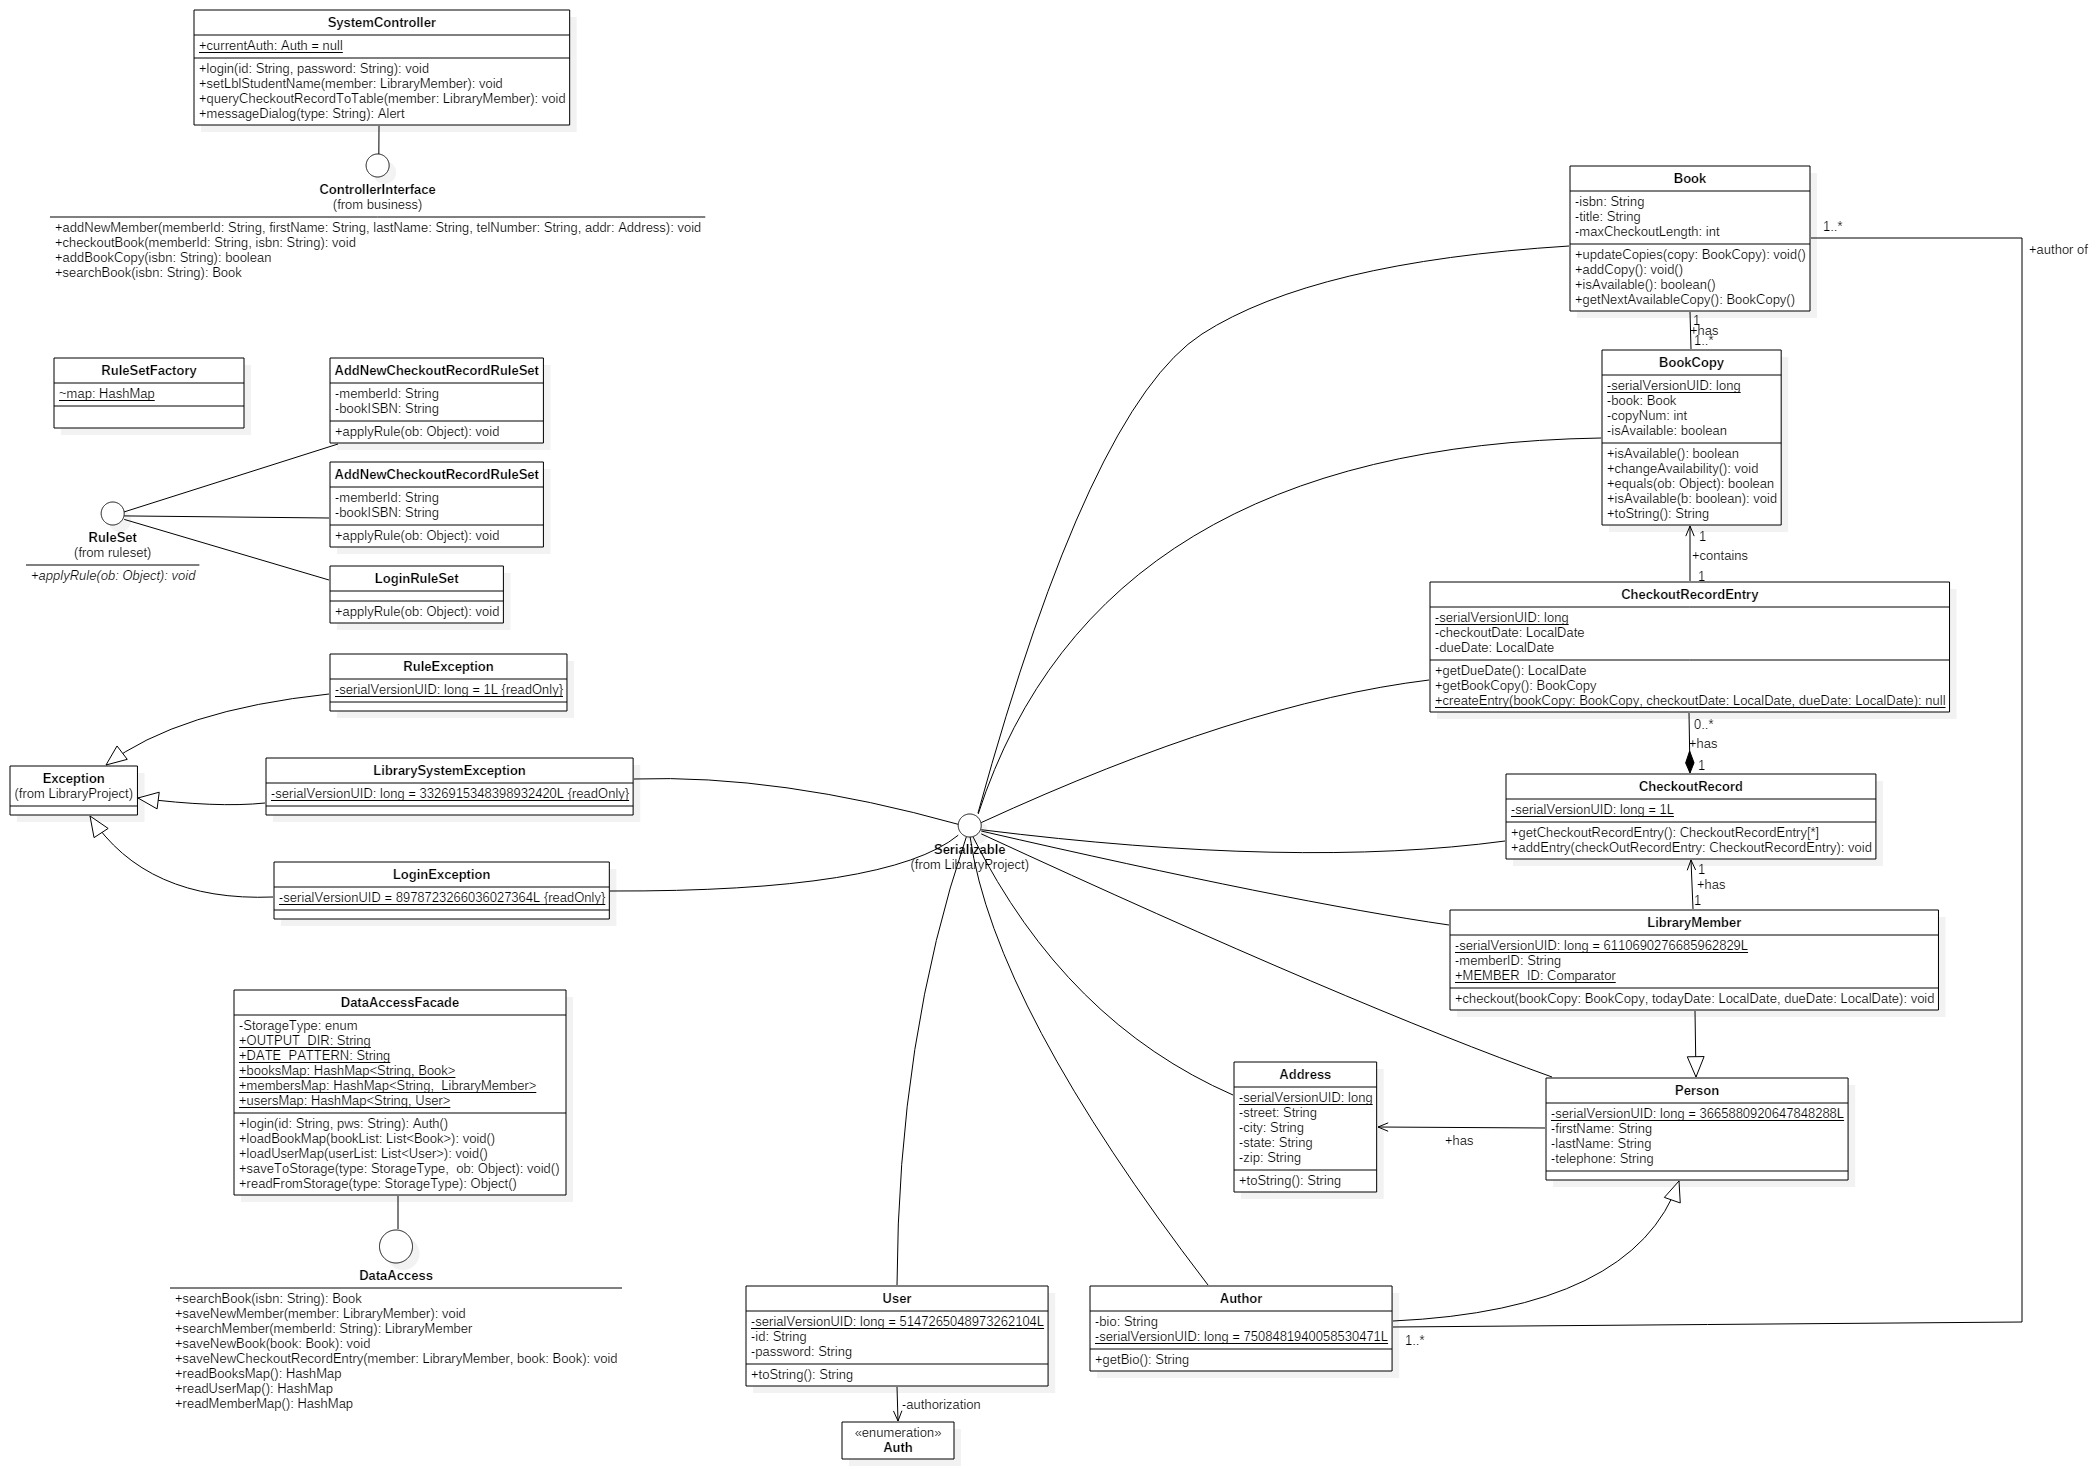 SystemController
+currentAuth: Auth = null
+login(id: String, password: String): void
+setLblStudentName(member: LibraryMember): void
+queryCheckoutRecordToTable(member: LibraryMember): void
+messageDialog(type: String): Alert
ControllerInterface
(from business)
+addNewMember(memberId: String, firstName: String, lastName: String, telNumber: String, addr: Address): void
+checkoutBook(memberId: String, isbn: String): void
+addBookCopy(isbn: String): boolean
+searchBook(isbn: String): Book
RuleSetFactory
~map: HashMap
AddNewCheckoutRecordRuleSet
-memberId: String
-bookISBN: String
+applyRule(ob: Object): void
AddNewCheckoutRecordRuleSet
-memberId: String
-bookISBN: String
+applyRule(ob: Object): void
RuleSet
(from ruleset)
+applyRule(ob: Object): void
LoginRuleSet
+applyRule(ob: Object): void
RuleException
-serialVersionUID: long = 1L {readOnly}
Exception
(from LibraryProject)
LibrarySystemException
-serialVersionUID: long = 3326915348398932420L {readOnly}
LoginException
-serialVersionUID = 8978723266036027364L {readOnly}
Serializable
(from LibraryProject)
DataAccessFacade
-StorageType: enum
+OUTPUT_DIR: String
+DATE_PATTERN: String
+booksMap: HashMap<String, Book>
+membersMap: HashMap<String,  LibraryMember>
+usersMap: HashMap<String, User>
+login(id: String, pws: String): Auth()
+loadBookMap(bookList: List<Book>): void()
+loadUserMap(userList: List<User>): void()
+saveToStorage(type: StorageType,  ob: Object): void()
+readFromStorage(type: StorageType): Object()
DataAccess
+searchBook(isbn: String): Book
+saveNewMember(member: LibraryMember): void
+searchMember(memberId: String): LibraryMember
+saveNewBook(book: Book): void
+saveNewCheckoutRecordEntry(member: LibraryMember, book: Book): void
+readBooksMap(): HashMap
+readUserMap(): HashMap
+readMemberMap(): HashMap
Book
-isbn: String
-title: String
-maxCheckoutLength: int
+updateCopies(copy: BookCopy): void()
+addCopy(): void()
+isAvailable(): boolean()
+getNextAvailableCopy(): BookCopy()
1..*
+author of
1
+has
1..*
BookCopy
-serialVersionUID: long
-book: Book
-copyNum: int
-isAvailable: boolean
+isAvailable(): boolean
+changeAvailability(): void
+equals(ob: Object): boolean
+isAvailable(b: boolean): void
+toString(): String
1
+contains
1
CheckoutRecordEntry
-serialVersionUID: long
-checkoutDate: LocalDate
-dueDate: LocalDate
+getDueDate(): LocalDate
+getBookCopy(): BookCopy
+createEntry(bookCopy: BookCopy, checkoutDate: LocalDate, dueDate: LocalDate): null
0..*
+has
1
CheckoutRecord
-serialVersionUID: long = 1L
+getCheckoutRecordEntry(): CheckoutRecordEntry[*]
+addEntry(checkOutRecordEntry: CheckoutRecordEntry): void
1
+has
1
LibraryMember
-serialVersionUID: long = 6110690276685962829L
-memberID: String
+MEMBER_ID: Comparator
+checkout(bookCopy: BookCopy, todayDate: LocalDate, dueDate: LocalDate): void
Address
-serialVersionUID: long
-street: String
-city: String
-state: String
-zip: String
+toString(): String
+has
Person
-serialVersionUID: long = 3665880920647848288L
-firstName: String
-lastName: String
-telephone: String
User
-serialVersionUID: long = 5147265048973262104L
-id: String
-password: String
+toString(): String
-authorization
«enumeration»
Auth
Author
-bio: String
-serialVersionUID: long = 7508481940058530471L
+getBio(): String
1..*